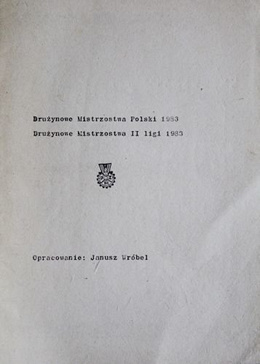 Drużynowe Mistrzostwa Polski 1983
Drużynowe Mistrzostwa II ligi 1983
Opracowanie: Janusz Wróbel